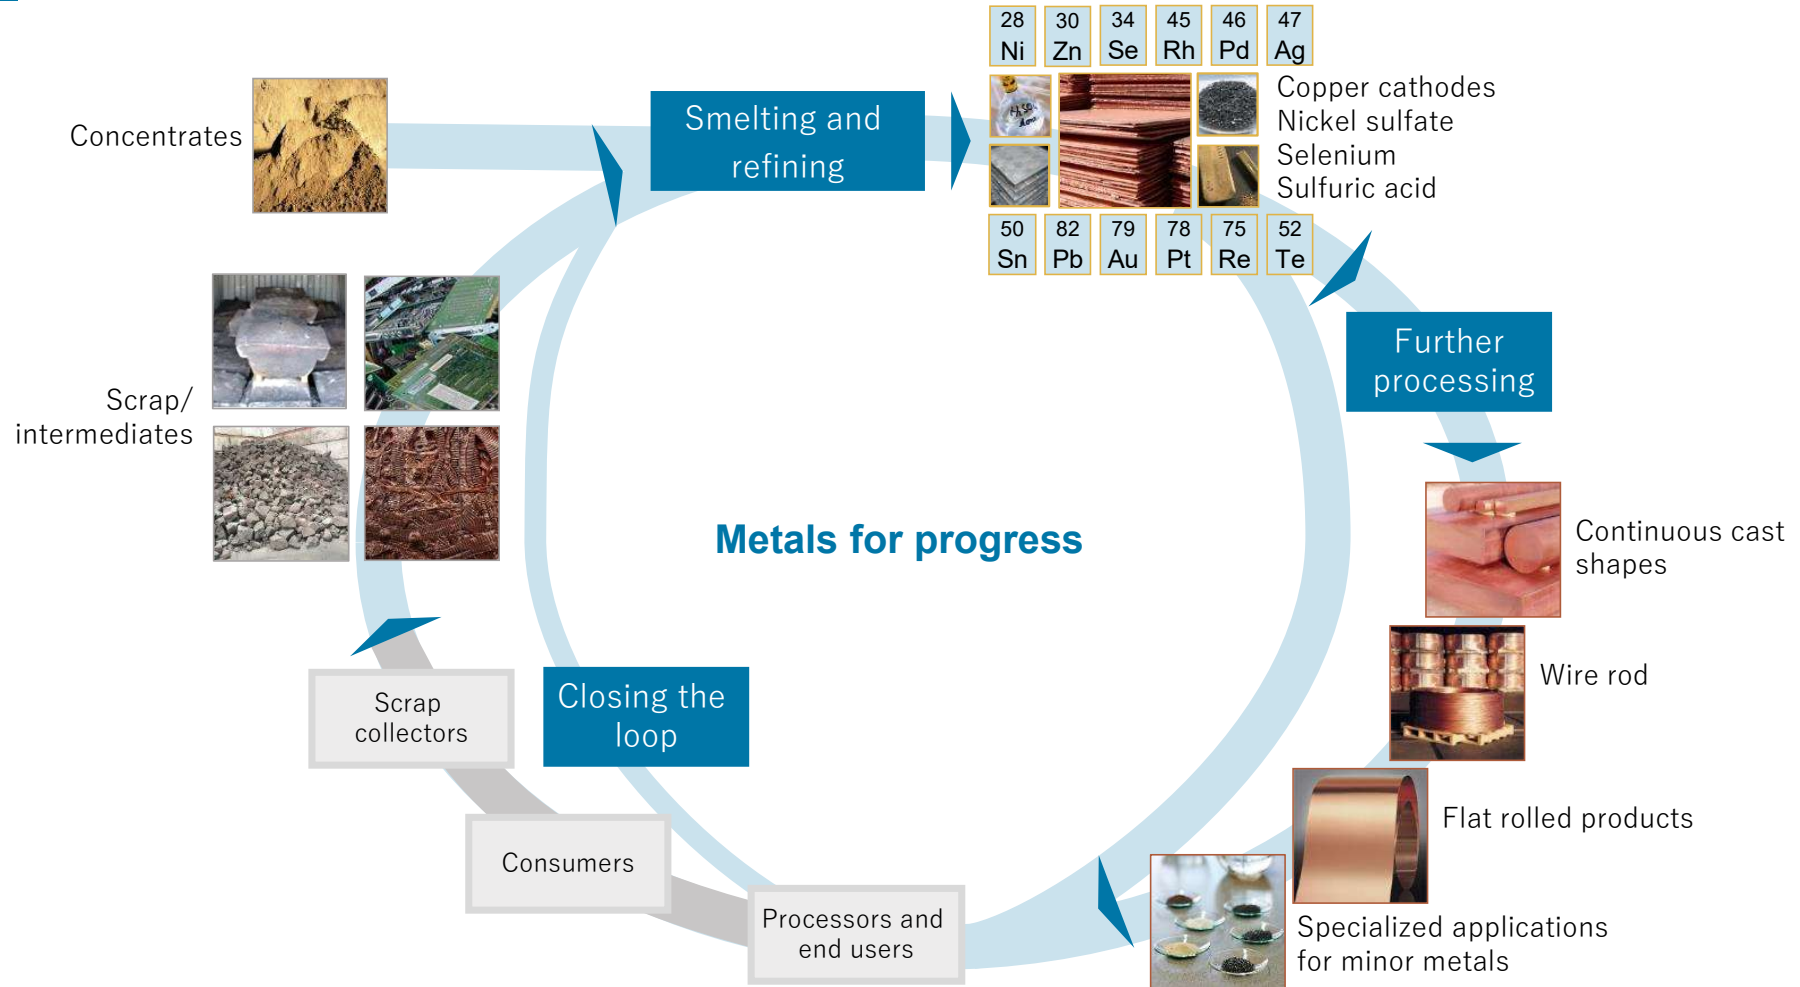 28 30 34 45 46 47
Ni Zn Se Rh Pd Ag
Concentrates
Smelting and
refining
Copper cathodes
Nickel sulfate
Selenium
Sulfuric acid
50 82 79 78 75 52
Sn Pb Au Pt Re Te
Further
processing
Scrap/
intermediates
Metals for progress
Continuous cast
shapes
Wire rod
Scrap
collectors
Closing the
loop
Flat rolled products
Consumers
Processors and
end users
Specialized applications
for minor metals